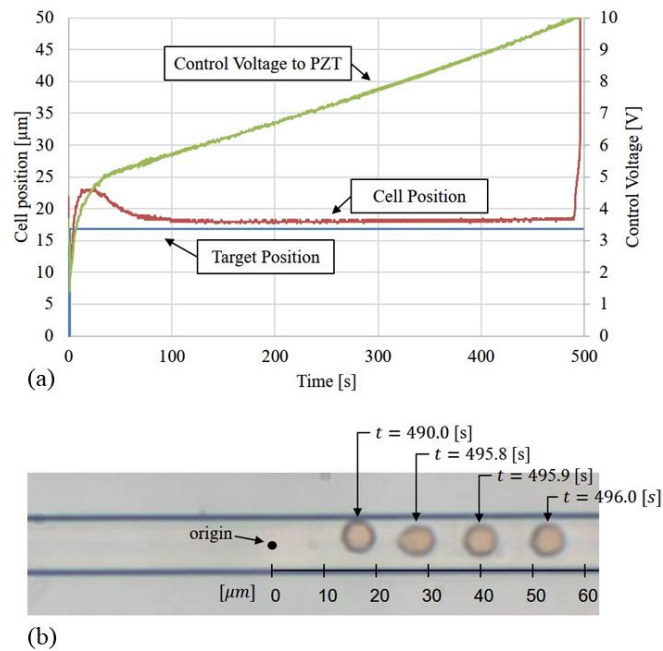 50
45
40
35
30
25
20
15
10
5
0
Cell position [µm]
10
9
8
7
6
5
4
3
2
1
0
Control Voltage [V]
Control Voltage to PZT
Cell Position
Target Position
0 100 200 300 400 500
Time [s]
(a)
t = 490.0 [s]
t = 495.8 [s]
t = 495.9 [s]
t = 496.0 [s]
origin
[µm] 0 10 20 30 40 50 60
(b)